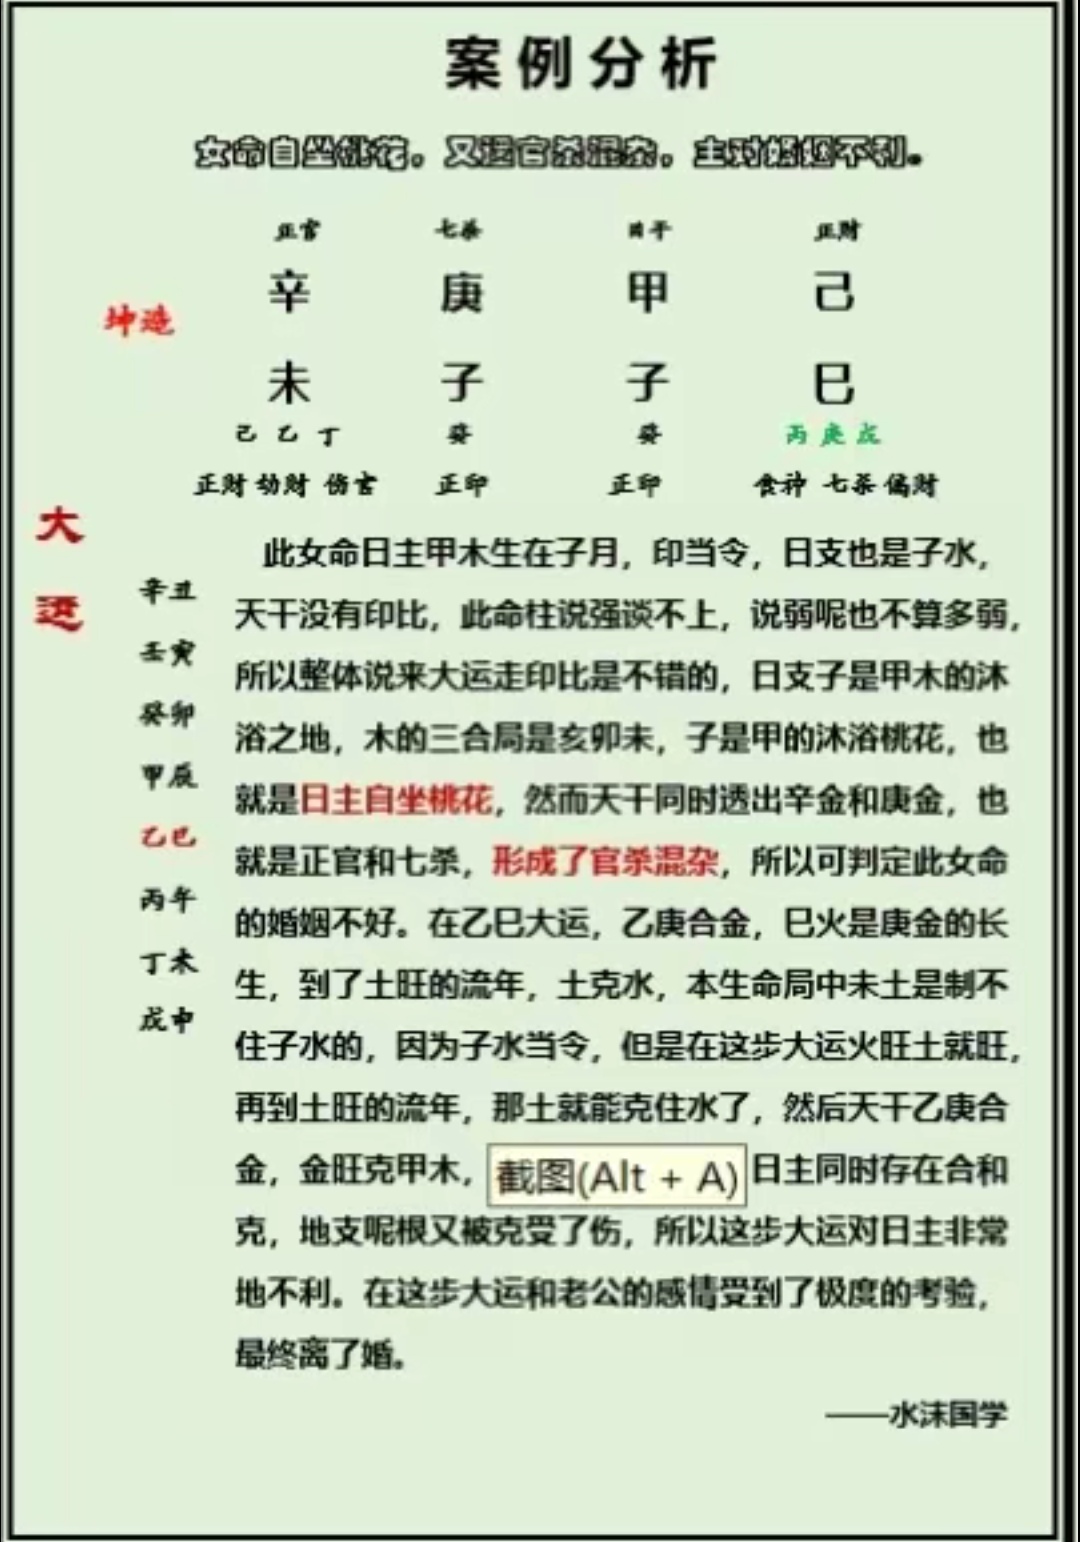 案例分析
女命自坐桃花，又逢官杀混杂，主对婚姻不利。
正官 七杀 日干 正财
坤造
辛 庚 甲 己
未 子 子 巳
己 乙 丁 癸 癸 丙 庚 戊
正财 劫财 伤官 正印 正印 食神 七杀 偏财
大运
辛丑
壬寅
癸卯
甲辰
乙巳
丙午
丁未
戊申
此女命日主甲木生在子月，印当令，日支也是子水，
天干没有印比，此命柱说强谈不上，说弱呢也不算多弱，
所以整体说来大运走印比是不错的，日支子是甲木的沐
浴之地，木的三合局是亥卯未，子是甲的沐浴桃花，也
就是日主自坐桃花，然而天干同时透出辛金和庚金，也
就是正官和七杀，形成了官杀混杂，所以可判定此女命
的婚姻不好。在乙巳大运，乙庚合金，巳火是庚金的长
生，到了土旺的流年，土克水，本生命局中未土是制不
住子水的，因为子水当令，但是在这步大运火旺土就旺，
再到土旺的流年，那土就能克住水了，然后天干乙庚合
金，金旺克甲木，截图(Alt + A)日主同时存在合和
克，地支呢根又被克受了伤，所以这步大运对日主非常
地不利。在这步大运和老公的感情受到了极度的考验，
最终离了婚。
——水沫国学